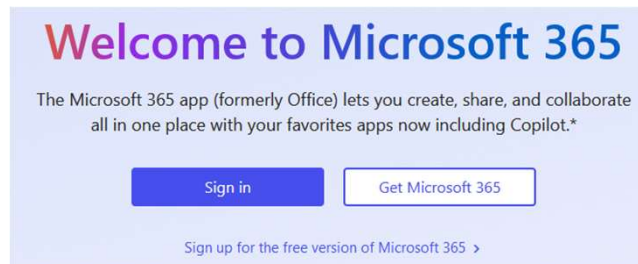 Welcome to Microsoft 365
The Microsoft 365 app (formerly Office) lets you create, share, and collaborate
all in one place with your favorites apps now including Copilot.*
Sign in
Get Microsoft 365
Sign up for the free version of Microsoft 365 >